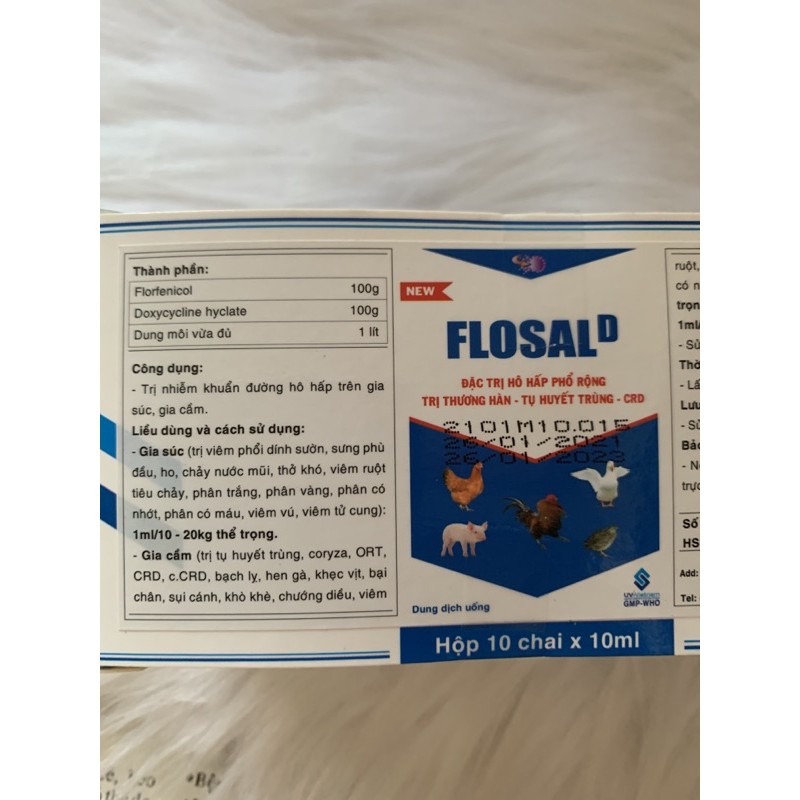 Thành phần:
Florfenicol 100g
Doxycycline hyclate 100g
Dung môi vừa đủ 1 lít
Công dụng:
- Trị nhiễm khuẩn đường hô hấp trên gia
súc, gia cầm.
Liều dùng và cách sử dụng:
- Gia súc (trị viêm phổi dính sườn, sưng phù
đầu, ho, chảy nước mũi, thở khó, viêm ruột
tiêu chảy, phân trắng, phân vàng, phân có
nhớt, phân có máu, viêm vú, viêm tử cung):
1ml/10 - 20kg thể trọng.
- Gia cầm (trị tụ huyết trùng, coryza, ORT,
CRD, c.CRD, bạch lỵ, hen gà, khẹc vịt, bại
chân, sụi cánh, khò khè, chướng diều, viêm
NEW
FLOSAL D
ĐẶC TRỊ HÔ HẤP PHỔ RỘNG
TRỊ THƯƠNG HÀN - TỤ HUYẾT TRÙNG - CRD
2101M10.015
26/01/2021
26/01/2023
Dung dịch uống
GMP-WHO
Hộp 10 chai x 10ml
ruột,
có n
trọn
1ml/
- Sử
Thờ
- Lấ
Lưu
- Sử
Bảo
trực
Số
HS
Add:
Tel: